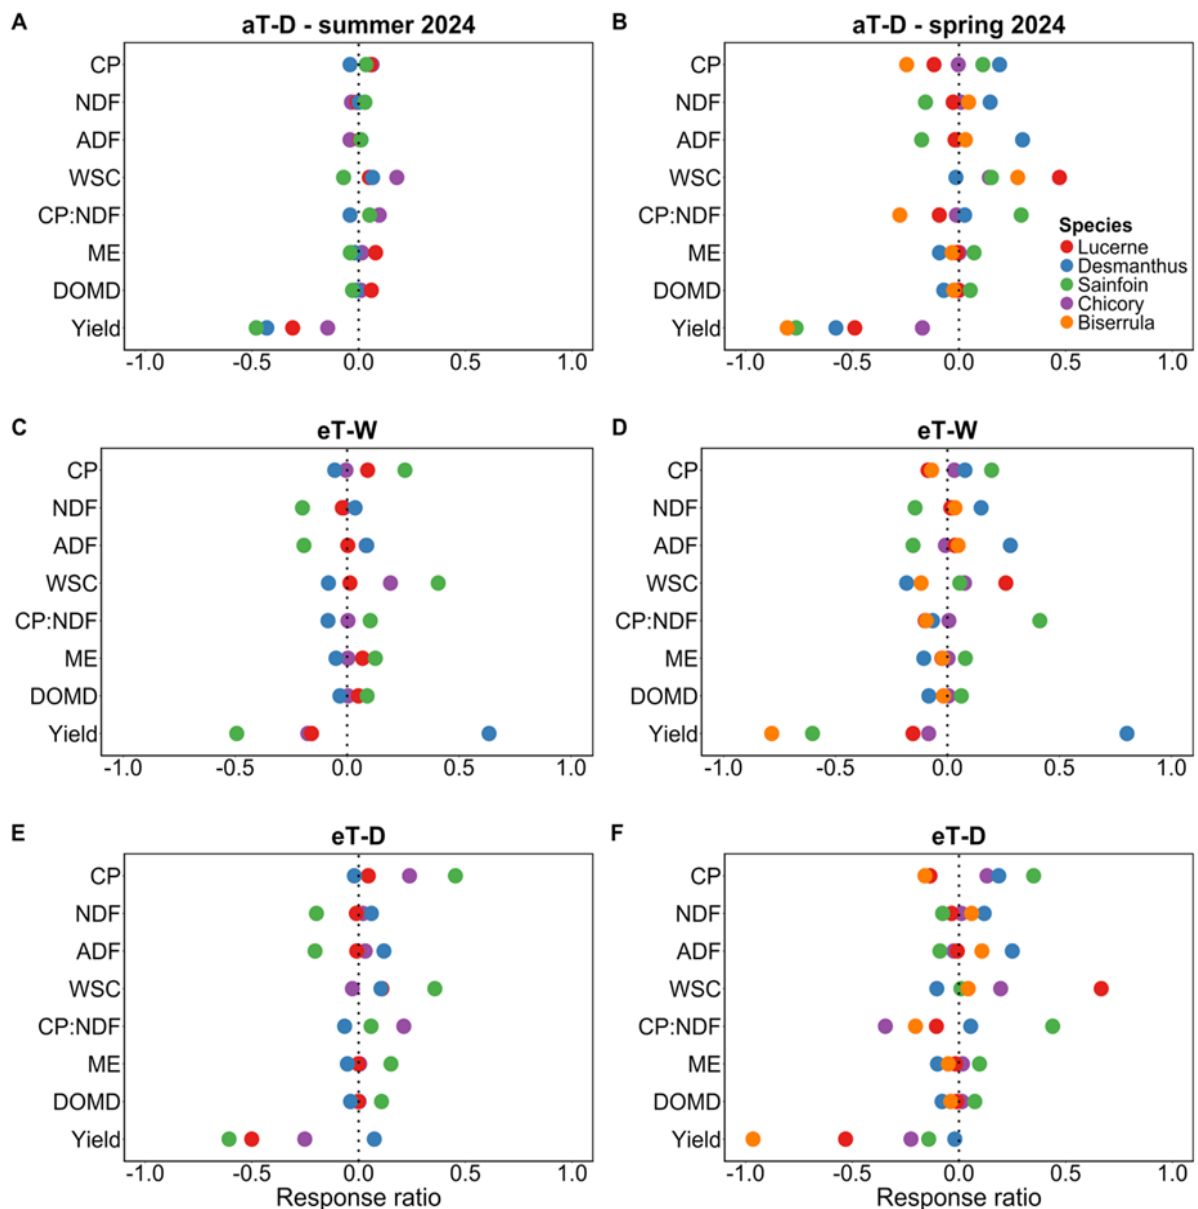 A
aT-D - summer 2024
CP
NDF
ADF
WSC
CP:NDF
ME
DOMD
Yield
-1.0 -0.5 0.0 0.5 1.0
B
aT-D - spring 2024
CP
NDF
ADF
WSC
CP:NDF
ME
DOMD
Yield
Species
Lucerne
Desmanthus
Sainfoin
Chicory
Biserrula
-1.0 -0.5 0.0 0.5 1.0
C
eT-W
CP
NDF
ADF
WSC
CP:NDF
ME
DOMD
Yield
-1.0 -0.5 0.0 0.5 1.0
D
eT-W
CP
NDF
ADF
WSC
CP:NDF
ME
DOMD
Yield
-1.0 -0.5 0.0 0.5 1.0
E
eT-D
CP
NDF
ADF
WSC
CP:NDF
ME
DOMD
Yield
-1.0 -0.5 0.0 0.5 1.0
Response ratio
F
eT-D
CP
NDF
ADF
WSC
CP:NDF
ME
DOMD
Yield
-1.0 -0.5 0.0 0.5 1.0
Response ratio